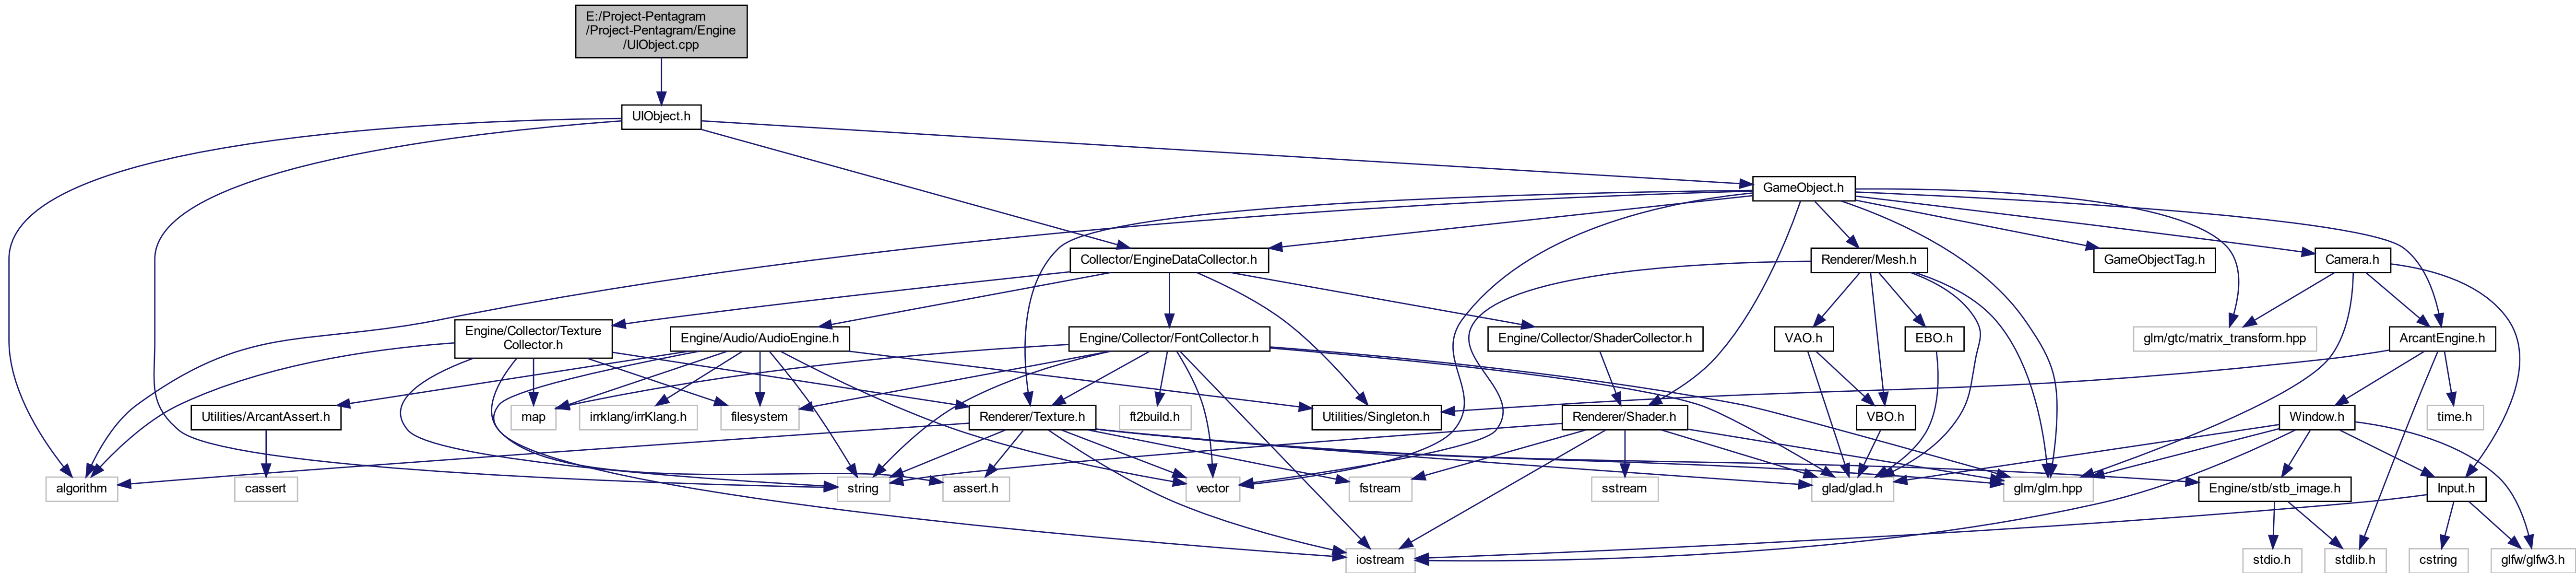 E:/Project-Pentagram
/Project-Pentagram/Engine
/UIObject.cpp
UIObject.h
GameObject.h
Collector/EngineDataCollector.h
Renderer/Mesh.h
GameObjectTag.h
Camera.h
Engine/Collector/Texture
Collector.h
Engine/Audio/AudioEngine.h
Engine/Collector/FontCollector.h
Engine/Collector/ShaderCollector.h
VAO.h
EBO.h
glm/gtc/matrix_transform.hpp
ArcantEngine.h
Utilities/ArcantAssert.h
map
irrklang/irrKlang.h
filesystem
Renderer/Texture.h
ft2build.h
Utilities/Singleton.h
Renderer/Shader.h
VBO.h
Window.h
time.h
algorithm
cassert
string
assert.h
vector
fstream
sstream
glad/glad.h
glm/glm.hpp
Engine/stb/stb_image.h
Input.h
iostream
stdio.h
stdlib.h
cstring
glfw/glfw3.h